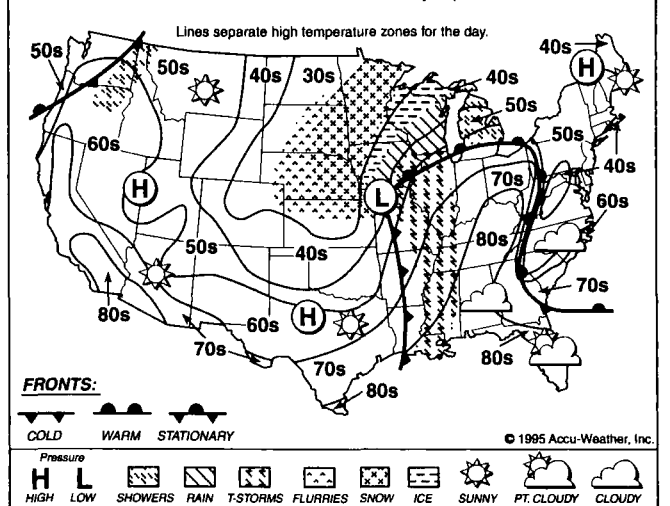 Lines separate high temperature zones for the day.
50s
50s
40s
30s
40s
H
40s
50s
50s
60s
40s
H
L
70s
60s
50s
40s
80s
80s
60s
H
70s
70s
70s
80s
80s
FRONTS:
COLD WARM STATIONARY
© 1995 Accu-Weather, Inc.
Pressure
H L
HIGH LOW SHOWERS RAIN T-STORMS FLURRIES SNOW ICE SUNNY PT. CLOUDY CLOUDY